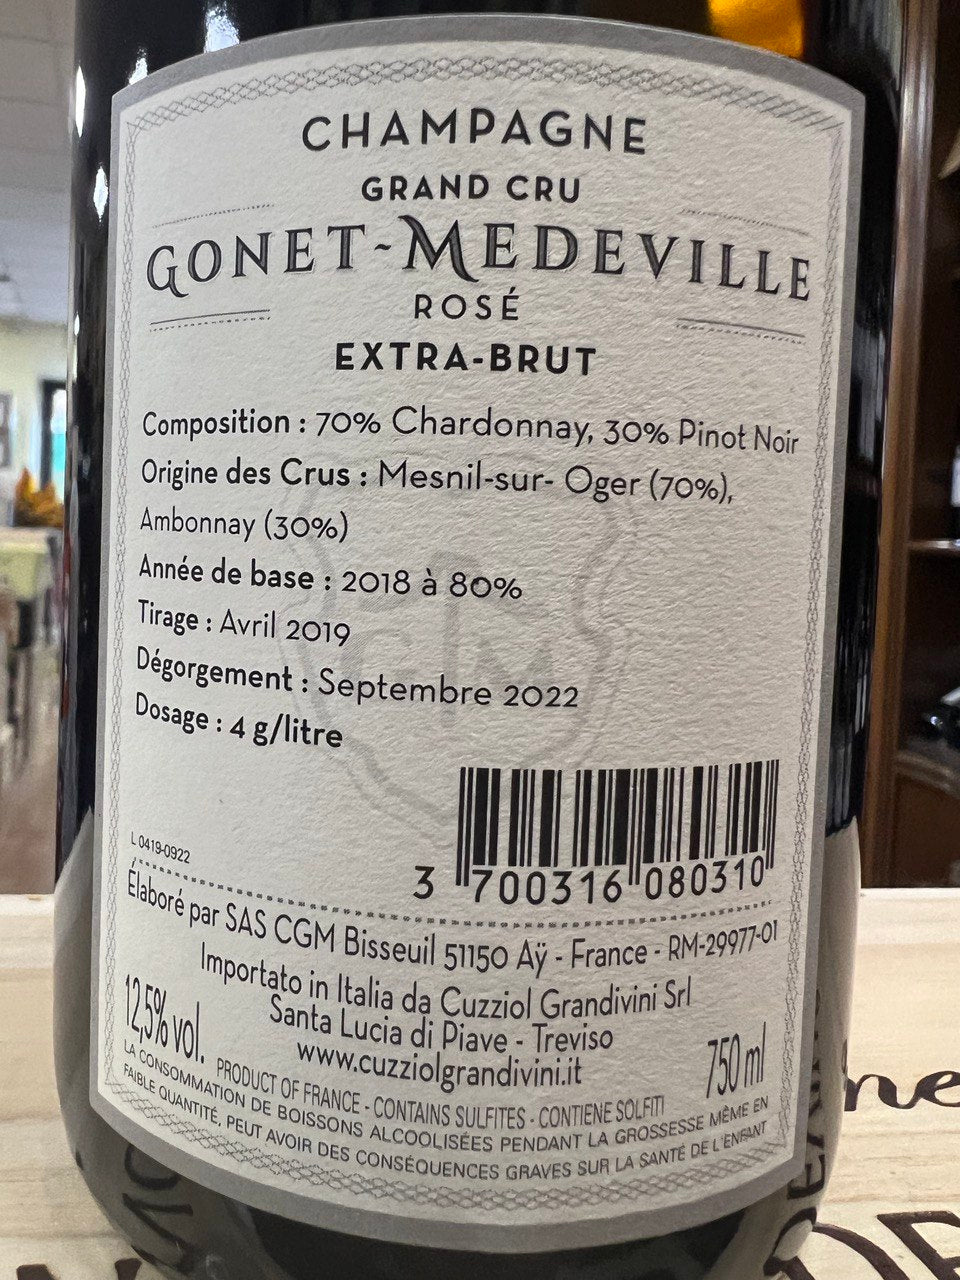 CHAMPAGNE
GRAND CRU
GONET-MEDEVILLE
ROSÉ
EXTRA-BRUT
Composition : 70% Chardonnay, 30% Pinot Noir
Origine des Crus : Mesnil-sur- Oger (70%),
Ambonnay (30%)
Année de base : 2018 à 80%
Tirage : Avril 2019
Dégorgement : Septembre 2022
Dosage : 4 g/litre
L 0419-0922
3 700316 080310
Élaboré par SAS CGM Bisseuil 51150 Aÿ - France - RM-29977-01
Importato in Italia da Cuzziol Grandivini Srl
Santa Lucia di Piave - Treviso
www.cuzziolgrandivini.it
12,5% vol.
750 ml
PRODUCT OF FRANCE - CONTAINS SULFITES - CONTIENE SOLFITI
LA CONSOMMATION DE BOISSONS ALCOOLISÉES PENDANT LA GROSSESSE MÊME EN
FAIBLE QUANTITÉ, PEUT AVOIR DES CONSÉQUENCES GRAVES SUR LA SANTÉ DE L'ENFANT